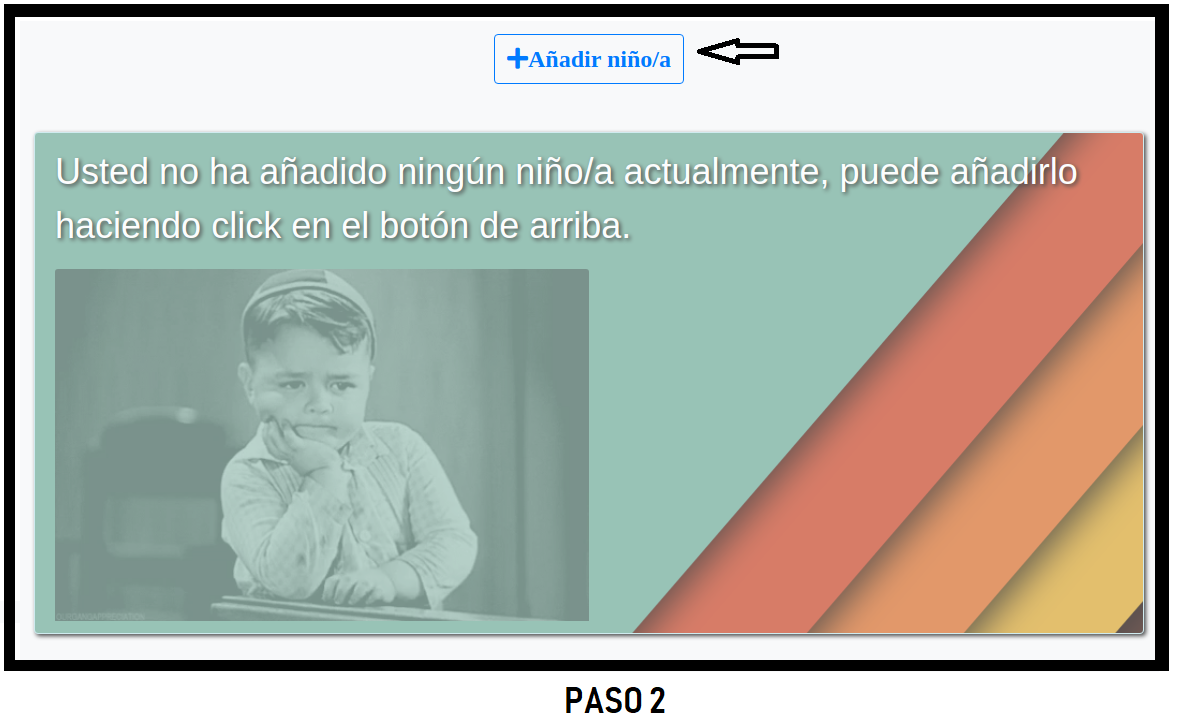 Añadir niño/a
Usted no ha añadido ningún niño/a actualmente, puede añadirlo
haciendo click en el botón de arriba.
PASO 2